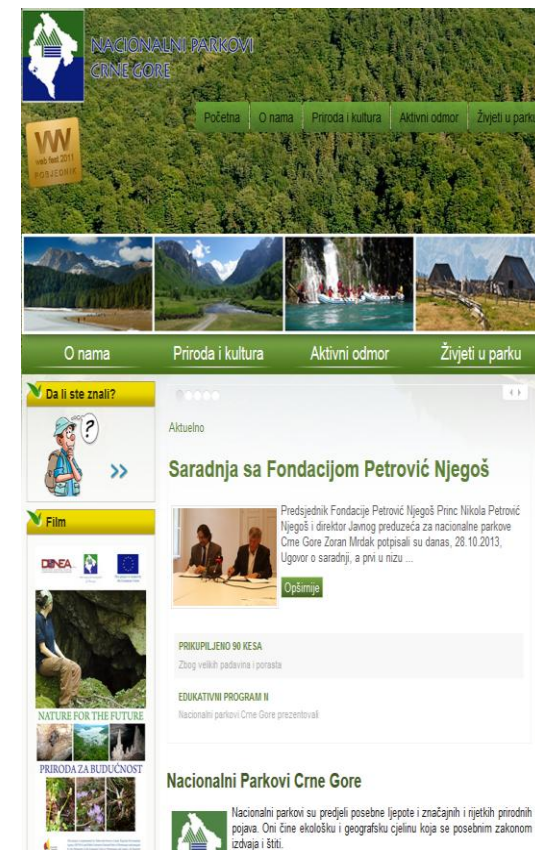 NACIONALNI PARKOVI
CRNE GORE
Početna
O nama
Priroda i kultura
Aktivni odmor
Živjeti u parku
web fest 2011
POBJEDNIK
O nama
Priroda i kultura
Aktivni odmor
Živjeti u parku
Da li ste znali?
?
>>
Film
NATURE FOR THE FUTURE
PRIRODA ZA BUDUĆNOST
Aktuelno
Saradnja sa Fondacijom Petrović Njegoš
Predsjednik Fondacije Petrović Njegoš Princ Nikola Petrović
Njegoš i direktor Javnog preduzeća za nacionalne parkove
Crne Gore Zoran Mrdak potpisali su danas, 28.10.2013,
Ugovor o saradnji, a prvi u nizu ...
Opširnije
PRIKUPILJENO 90 KESA
Zbog velikih padavina i porasta
EDUKATIVNI PROGRAM N
Nacionalni parkovi Crne Gore prezentovali
Nacionalni Parkovi Crne Gore
Nacionalni parkovi su predjeli posebne ljepote i značajnih i rijetkih prirodnih
pojava. Oni čine ekološku i geografsku cjelinu koja se posebnim zakonom
izdvaja i štiti.